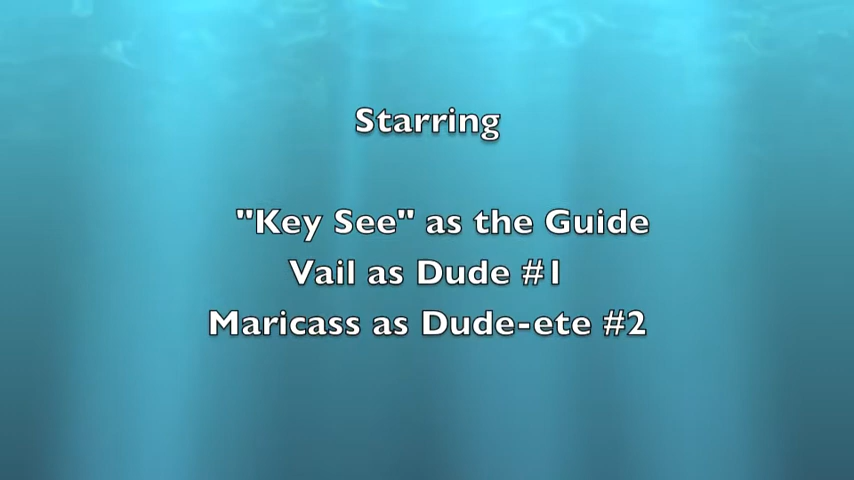 Starring
"Key See" as the Guide
Vail as Dude #1
Maricass as Dude-ete #2